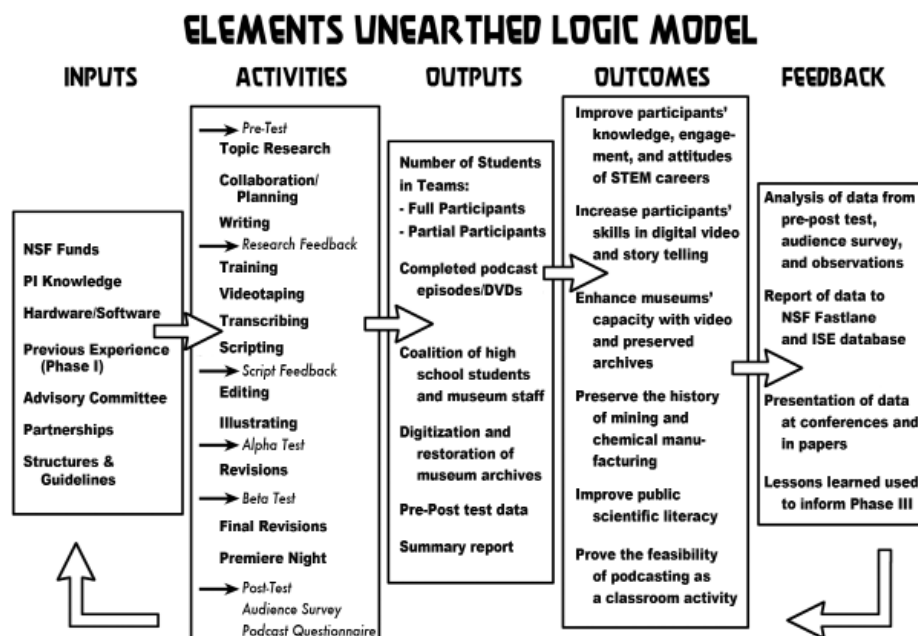 ELEMENTS UNEARTHED LOGIC MODEL
INPUTS
ACTIVITIES
OUTPUTS
OUTCOMES
FEEDBACK
NSF Funds
PI Knowledge
Hardware/Software
Previous Experience
(Phase I)
Advisory Committee
Partnerships
Structures &
Guidelines
Pre-Test
Topic Research
Collaboration/
Planning
Writing
Research Feedback
Training
Videotaping
Transcribing
Scripting
Script Feedback
Editing
Illustrating
Alpha Test
Revisions
Beta Test
Final Revisions
Premiere Night
Post-Test
Audience Survey
Podcast Questionnaire
Number of Students
in Teams:
- Full Participants
- Partial Participants
Completed podcast
episodes/DVDs
Coalition of high
school students
and museum staff
Digitization and
restoration of
museum archives
Pre-Post test data
Summary report
Improve participants'
knowledge, engage-
ment, and attitudes
of STEM careers
Increase participants'
skills in digital video
and story telling
Enhance museums'
capacity with video
and preserved
archives
Preserve the history
of mining and
chemical manu-
facturing
Improve public
scientific literacy
Prove the feasibility
of podcasting as
a classroom activity
Analysis of data from
pre-post test,
audience survey,
and observations
Report of data to
NSF Fastlane
and ISE database
Presentation of data
at conferences and
in papers
Lessons learned used
to inform Phase III